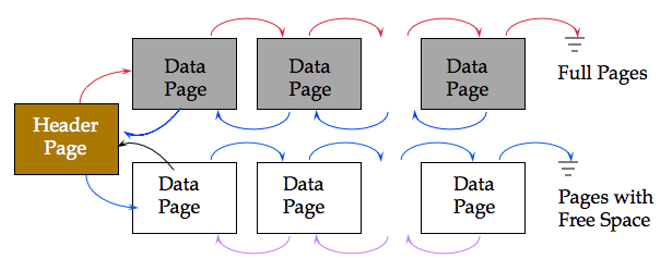 Data
Page
Data
Page
Data
Page
Full Pages
Header
Page
Data
Page
Data
Page
Data
Page
Pages with
Free Space